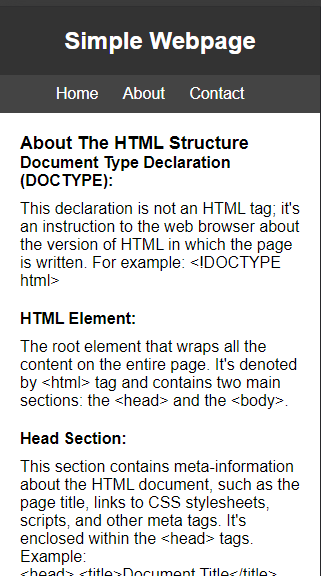 Simple Webpage
Home About Contact
About The HTML Structure
Document Type Declaration
(DOCTYPE):
This declaration is not an HTML tag; it's
an instruction to the web browser about
the version of HTML in which the page
is written. For example: <!DOCTYPE
html>
HTML Element:
The root element that wraps all the
content on the entire page. It's denoted
by <html> tag and contains two main
sections: the <head> and the <body>.
Head Section:
This section contains meta-information
about the HTML document, such as the
page title, links to CSS stylesheets,
scripts, and other meta tags. It's
enclosed within the <head> tags.
Example:
<head> <title>Document Title</title>